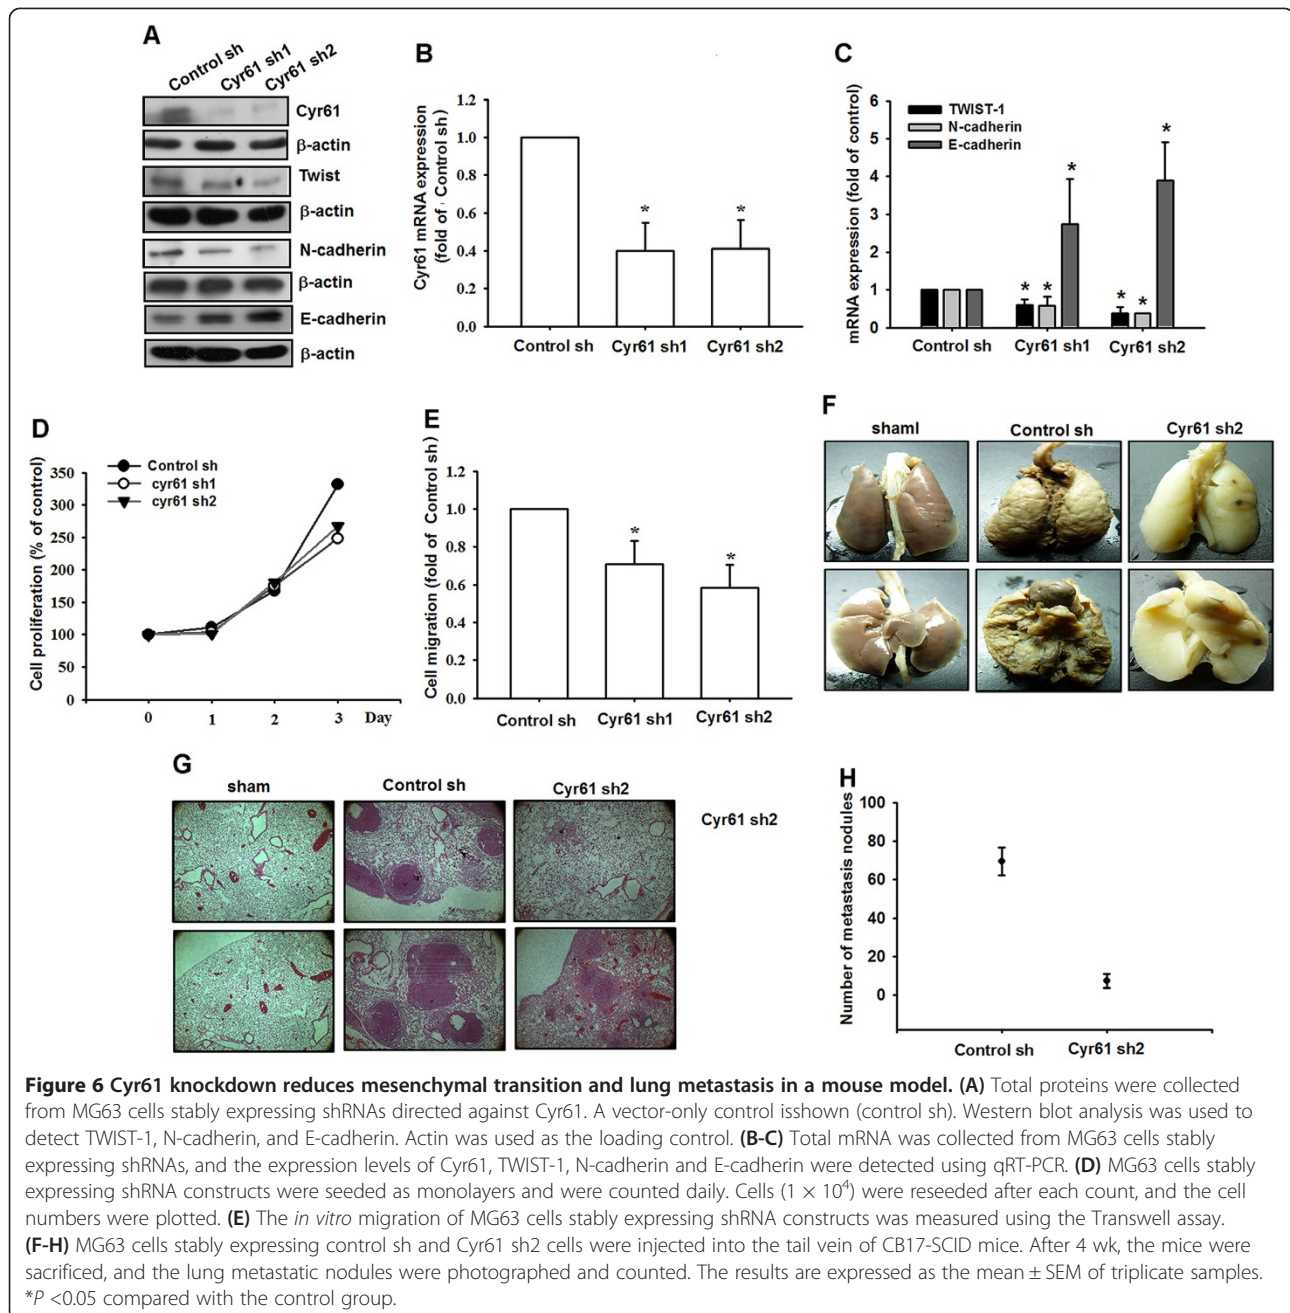 A
Control sh
Cyr61 sh1
Cyr61 sh2
Cyr61
β-actin
Twist
β-actin
N-cadherin
β-actin
E-cadherin
β-actin
B
Cyr61 mRNA expression
(fold of Control sh)
1.2
1.0
0.8
0.6
0.4
0.2
0.0
*
*
Control sh
Cyr61 sh1
Cyr61 sh2
C
mRNA expression (fold of control)
6
5
4
3
2
1
0
TWIST-1
N-cadherin
E-cadherin
* * *
* * *
Control sh
Cyr61 sh1
Cyr61 sh2
D
Cell proliferation (% of control)
350
300
250
200
150
100
50
0
Control sh
cyr61 sh1
cyr61 sh2
0 1 2 3 Day
E
Cell migration (fold of Control sh)
1.2
1.0
0.8
0.6
0.4
0.2
0.0
*
*
Control sh
Cyr61 sh1
Cyr61 sh2
F
shaml
Control sh
Cyr61 sh2
G
sham
Control sh
Cyr61 sh2
Cyr61 sh2
H
Number of metastasis nodules
100
80
60
40
20
0
Control sh
Cyr61 sh2
Figure 6 Cyr61 knockdown reduces mesenchymal transition and lung metastasis in a mouse model. (A) Total proteins were collected
from MG63 cells stably expressing shRNAs directed against Cyr61. A vector-only control isshown (control sh). Western blot analysis was used to
detect TWIST-1, N-cadherin, and E-cadherin. Actin was used as the loading control. (B-C) Total mRNA was collected from MG63 cells stably
expressing shRNAs, and the expression levels of Cyr61, TWIST-1, N-cadherin and E-cadherin were detected using qRT-PCR. (D) MG63 cells stably
expressing shRNA constructs were seeded as monolayers and were counted daily. Cells (1 × 10⁴) were reseeded after each count, and the cell
numbers were plotted. (E) The in vitro migration of MG63 cells stably expressing shRNA constructs was measured using the Transwell assay.
(F-H) MG63 cells stably expressing control sh and Cyr61 sh2 cells were injected into the tail vein of CB17-SCID mice. After 4 wk, the mice were
sacrificed, and the lung metastatic nodules were photographed and counted. The results are expressed as the mean ± SEM of triplicate samples.
*P <0.05 compared with the control group.